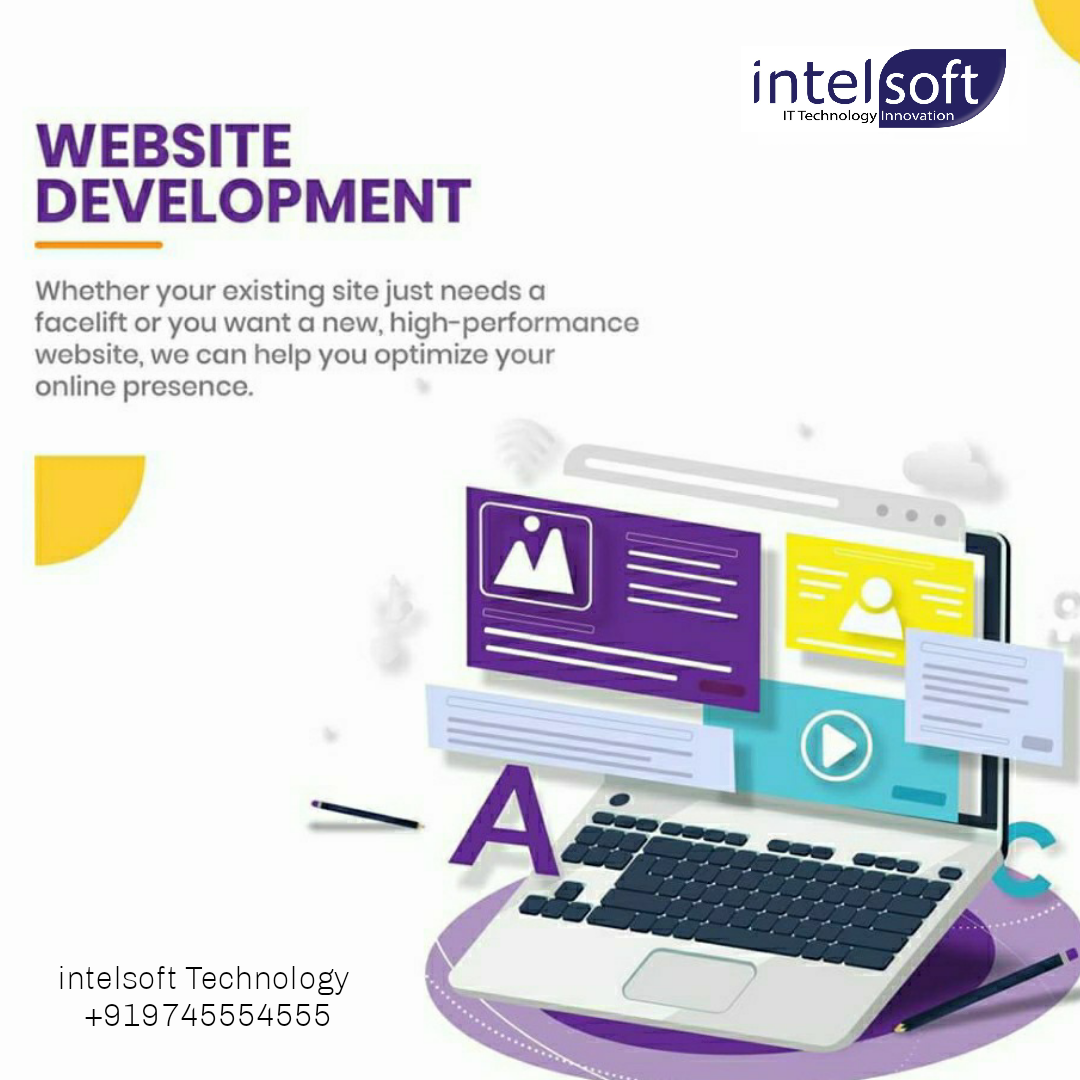 intelsoft
IT Technology Innovation
WEBSITE
DEVELOPMENT
Whether your existing site just needs a
facelift or you want a new, high-performance
website, we can help you optimize your
online presence.
A
C
intelsoft Technology
+919745554555